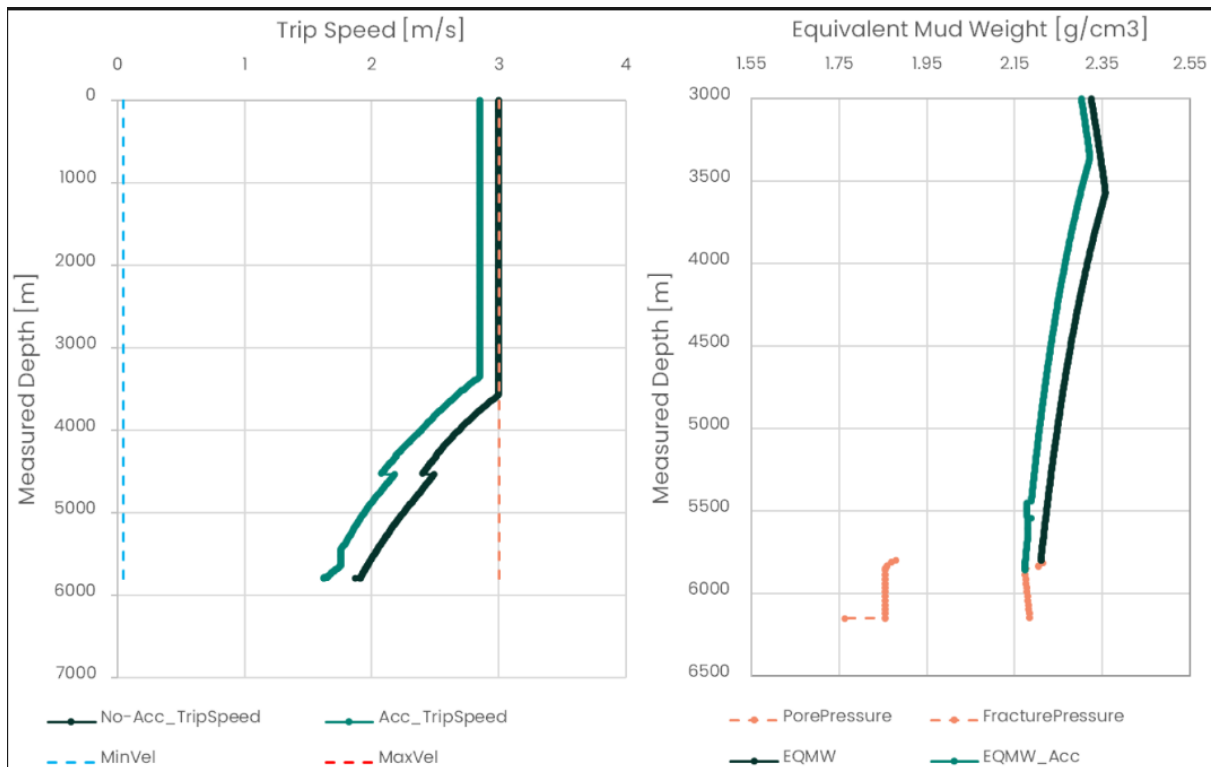 Trip Speed [m/s]
0 1 2 3 4
Measured Depth [m]
0
1000
2000
3000
4000
5000
6000
7000
No-Acc_TripSpeed Acc_TripSpeed
MinVel MaxVel
Equivalent Mud Weight [g/cm3]
1.55 1.75 1.95 2.15 2.35 2.55
Measured Depth [m]
3000
3500
4000
4500
5000
5500
6000
6500
PorePressure FracturePressure
EQMW EQMW_Acc